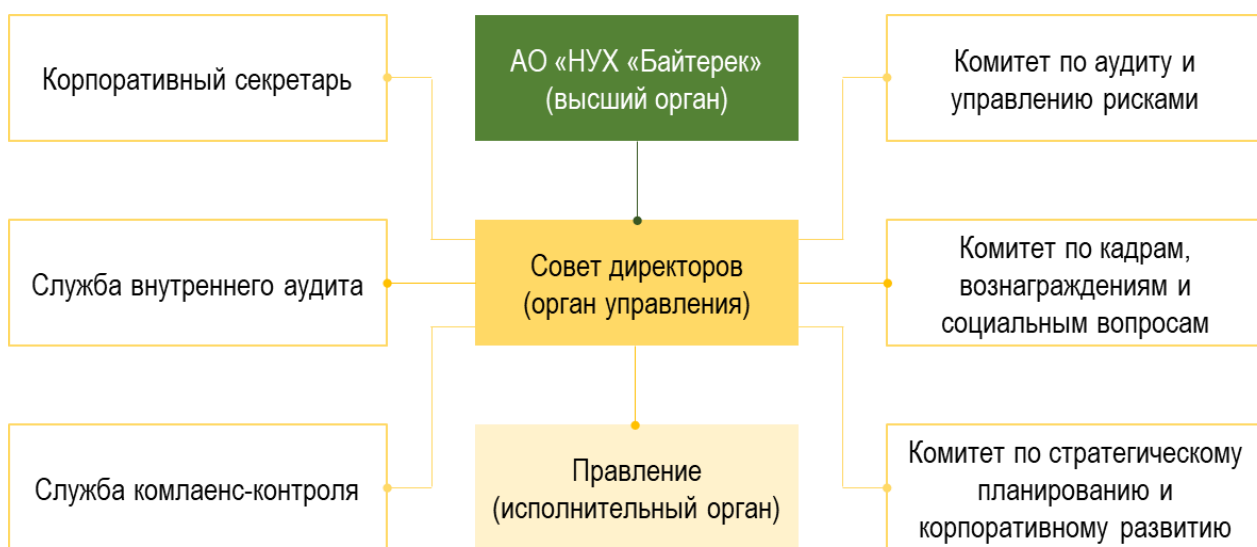 Корпоративный секретарь
АО «НУХ «Байтерек»
(высший орган)
Комитет по аудиту и
управлению рисками
Служба внутреннего аудита
Совет директоров
(орган управления)
Комитет по кадрам,
вознаграждениям и
социальным вопросам
Служба комлаенс-контроля
Правление
(исполнительный орган)
Комитет по стратегическому
планированию и
корпоративному развитию